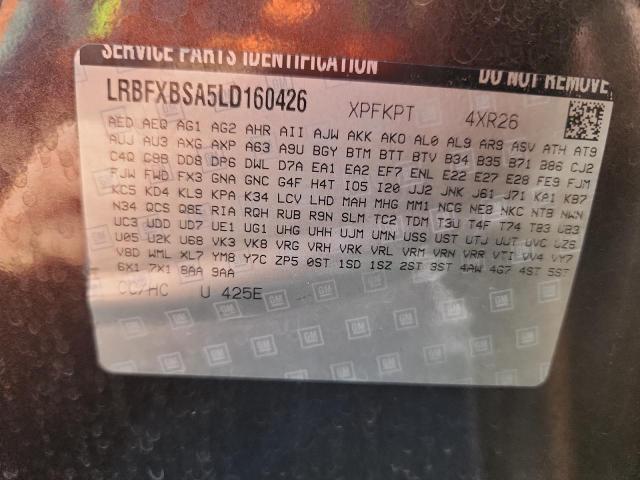 SERVICE PARTS IDENTIFICATION DO NOT REMOVE
LRBFXBSA5LD160426 XPFKPT 4XR26
AED AEQ AG1 AG2 AHR AII AJW AKK AKO AL0 AL9 AR9 ASV ATH AT9
AUJ AU3 AXG AXP A63 A9U BGY BTM BTT BTV B34 B35 B71 B86 CJ2
C4Q C9B DD8 DP6 DWL D7A EA1 EA2 EF7 ENL E22 E27 E28 FE9 FJM
FJW FWD FX3 GNA GNC G4F H4T IO5 I20 JJ2 JNK J61 J71 KA1 KB7
KC5 KD4 KL9 KPA K34 LCV LHD MAH MHG MM1 NCG NE8 NKC NTB NWN
N34 QCS Q8E RIA RQH RUB R9N SLM TC2 TDM T3U T4F T74 T83 UB3
UC3 UDD UD7 UE1 UG1 UHG UHH UJM UMN USS UST UTJ UJT UVC UZ6
U05 U2K U68 VK3 VK8 VRG VRH VRK VRL VRM VRN VRR VTI VV4 VY7
V8D WML XL7 YM8 Y7C ZP5 0ST 1SD 1SZ 2ST 3ST 4AW 4G7 4ST 5ST
6X1 7X1 8AA 9AA
CC/HC U 425E